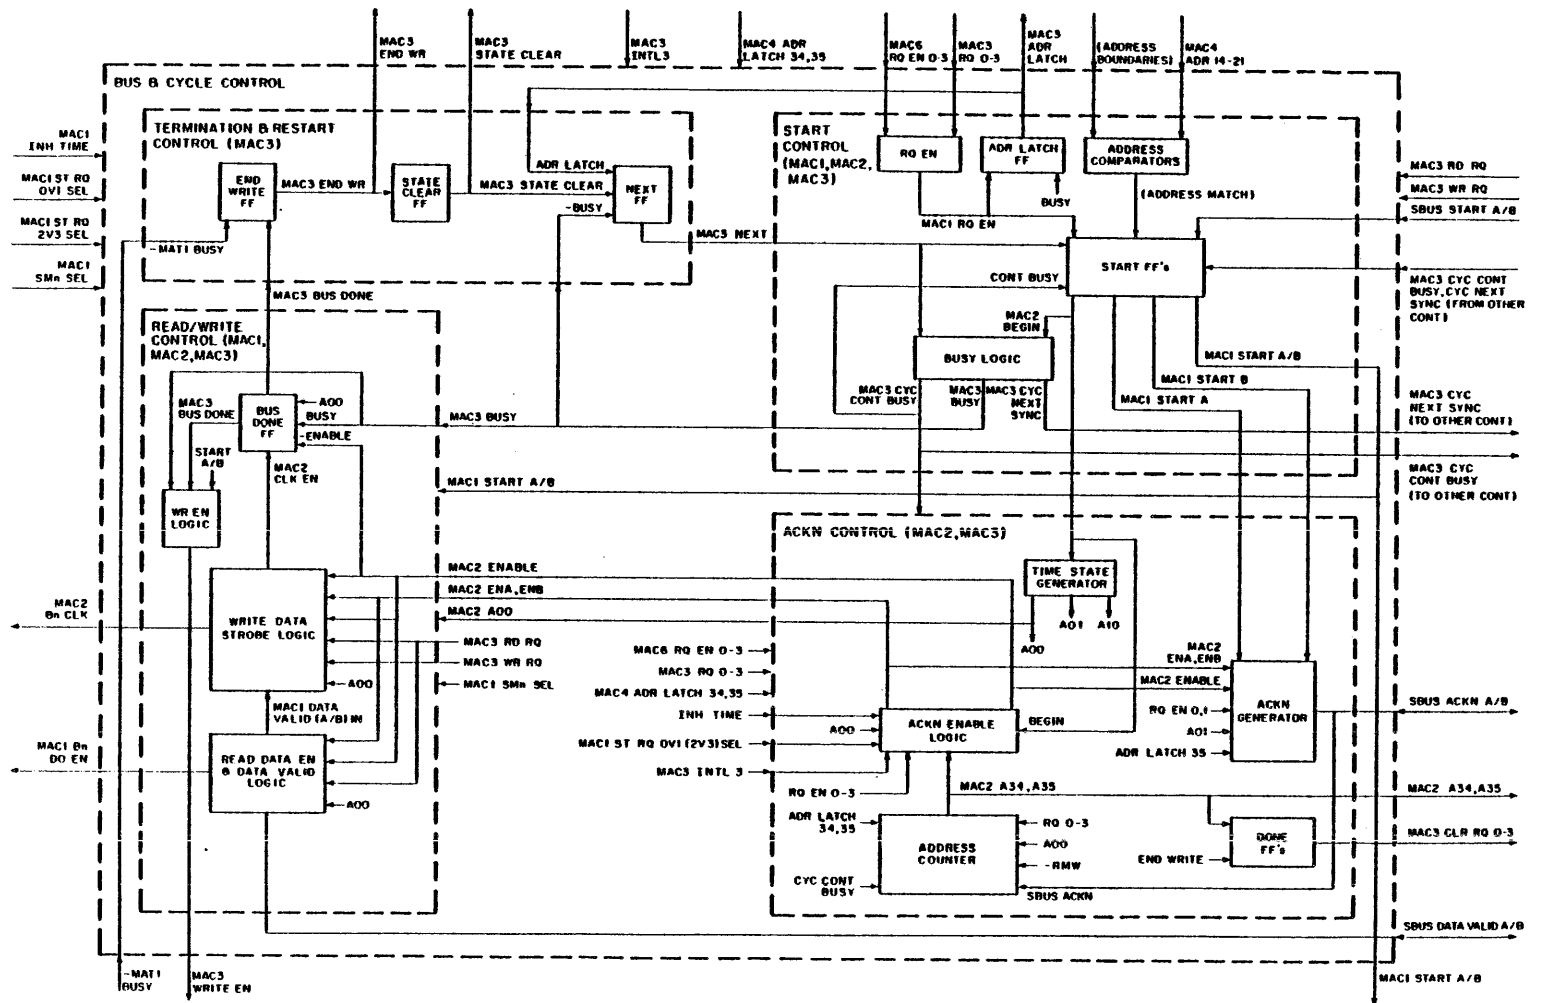 MAC3
END WR
MAC3
STATE CLEAR
MAC3
INTL3
MAC4 ADR
LATCH 34,35
MAC6
RQ EN 0-3
MAC3
RQ 0-3
MAC3
ADR
LATCH
(ADDRESS
BOUNDARIES)
MAC4
ADR 14-21
BUS & CYCLE CONTROL
MAC1
INH TIME
MAC1 ST RQ
0V1 SEL
MAC1 ST RQ
2V3 SEL
MAC1
SMn SEL
TERMINATION & RESTART
CONTROL (MAC3)
END
WRITE
FF
MAC3 END WR
STATE
CLEAR
FF
MAC3 STATE CLEAR
ADR LATCH
-BUSY
NEXT
FF
-MAT1 BUSY
MAC3 NEXT
MAC3 BUS DONE
START
CONTROL
(MAC1,MAC2,
MAC3)
RQ EN
ADR LATCH
FF
ADDRESS
COMPARATORS
BUSY
(ADDRESS MATCH)
MAC1 RQ EN
START FF's
CONT BUSY
MAC2
BEGIN
BUSY LOGIC
MAC3 CYC
CONT BUSY
MAC3
BUSY
MAC3 CYC
NEXT
SYNC
MAC1 START A/B
MAC1 START B
MAC1 START A
MAC3 RD RQ
MAC3 WR RQ
SBUS START A/B
MAC3 CYC CONT
BUSY,CYC NEXT
SYNC (FROM OTHER
CONT)
MAC3 CYC
NEXT SYNC
(TO OTHER CONT)
MAC3 CYC
CONT BUSY
(TO OTHER CONT)
READ/WRITE
CONTROL (MAC1,
MAC2,MAC3)
MAC3
BUS DONE
BUS
DONE
FF
A00
BUSY
-ENABLE
MAC3 BUSY
START
A/B
MAC2
CLK EN
WR EN
LOGIC
MAC1 START A/B
MAC2
Bn CLK
WRITE DATA
STROBE LOGIC
MAC2 ENABLE
MAC2 ENA,ENB
MAC2 A00
MAC3 RD RQ
MAC3 WR RQ
A00
MAC1 SMn SEL
MAC1 DATA
VALID (A/B) IN
MAC1 Bn
DO EN
READ DATA EN
& DATA VALID
LOGIC
A00
ACKN CONTROL (MAC2,MAC3)
TIME STATE
GENERATOR
A01
A10
A00
MAC6 RQ EN 0-3
MAC3 RQ 0-3
MAC4 ADR LATCH 34,35
INH TIME
A00
MAC1 ST RQ 0V1 (2V3) SEL
MAC3 INTL 3
RQ EN 0-3
ACKN ENABLE
LOGIC
BEGIN
MAC2
ENA,ENB
MAC2 ENABLE
RQ EN 0,1
A01
ADR LATCH 35
ACKN
GENERATOR
SBUS ACKN A/B
MAC2 A34,A35
MAC2 A34,A35
ADR LATCH
34,35
CYC CONT
BUSY
ADDRESS
COUNTER
RQ 0-3
A00
-RMW
SBUS ACKN
END WRITE
DONE
FF's
MAC3 CLR RQ 0-3
SBUS DATA VALID A/B
-MAT1
BUSY
MAC3
WRITE EN
MAC1 START A/B